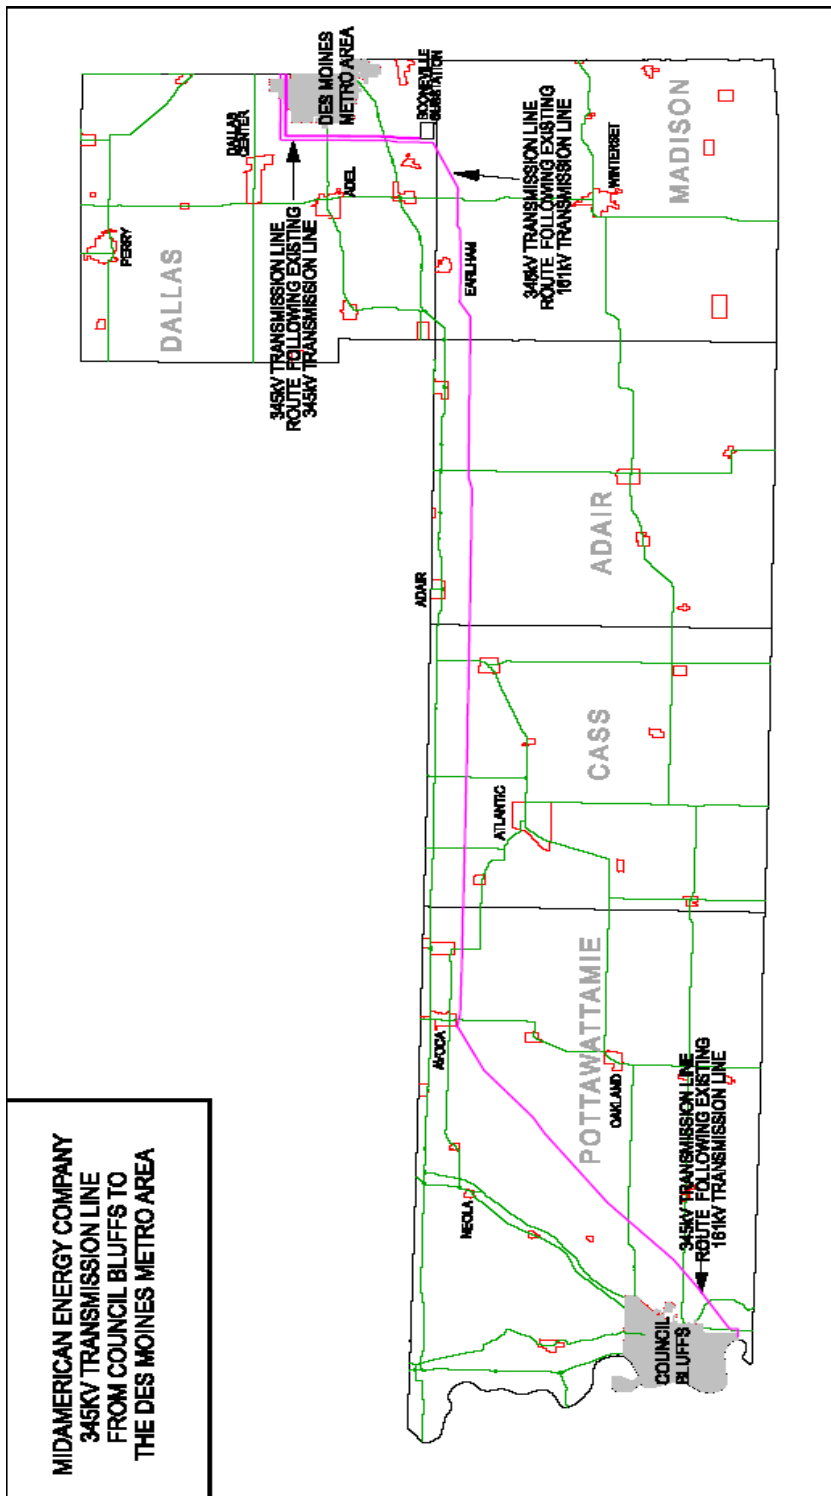 MIDAMERICAN ENERGY COMPANY
345KV TRANSMISSION LINE
FROM COUNCIL BLUFFS TO
THE DES MOINES METRO AREA
COUNCIL
BLUFFS
NEOLA
AVOCA
OAKLAND
POTTAWATTAMIE
345kV TRANSMISSION LINE
ROUTE FOLLOWING EXISTING
161kV TRANSMISSION LINE
ATLANTIC
CASS
ADAIR
ADAIR
345kV TRANSMISSION LINE
ROUTE FOLLOWING EXISTING
345kV TRANSMISSION LINE
DALLAS
PERRY
DALLAS
CENTER
ADEL
EARLHAM
DES MOINES
METRO AREA
BOONEVILLE
SUBSTATION
345kV TRANSMISSION LINE
ROUTE FOLLOWING EXISTING
161kV TRANSMISSION LINE
WINTERSET
MADISON